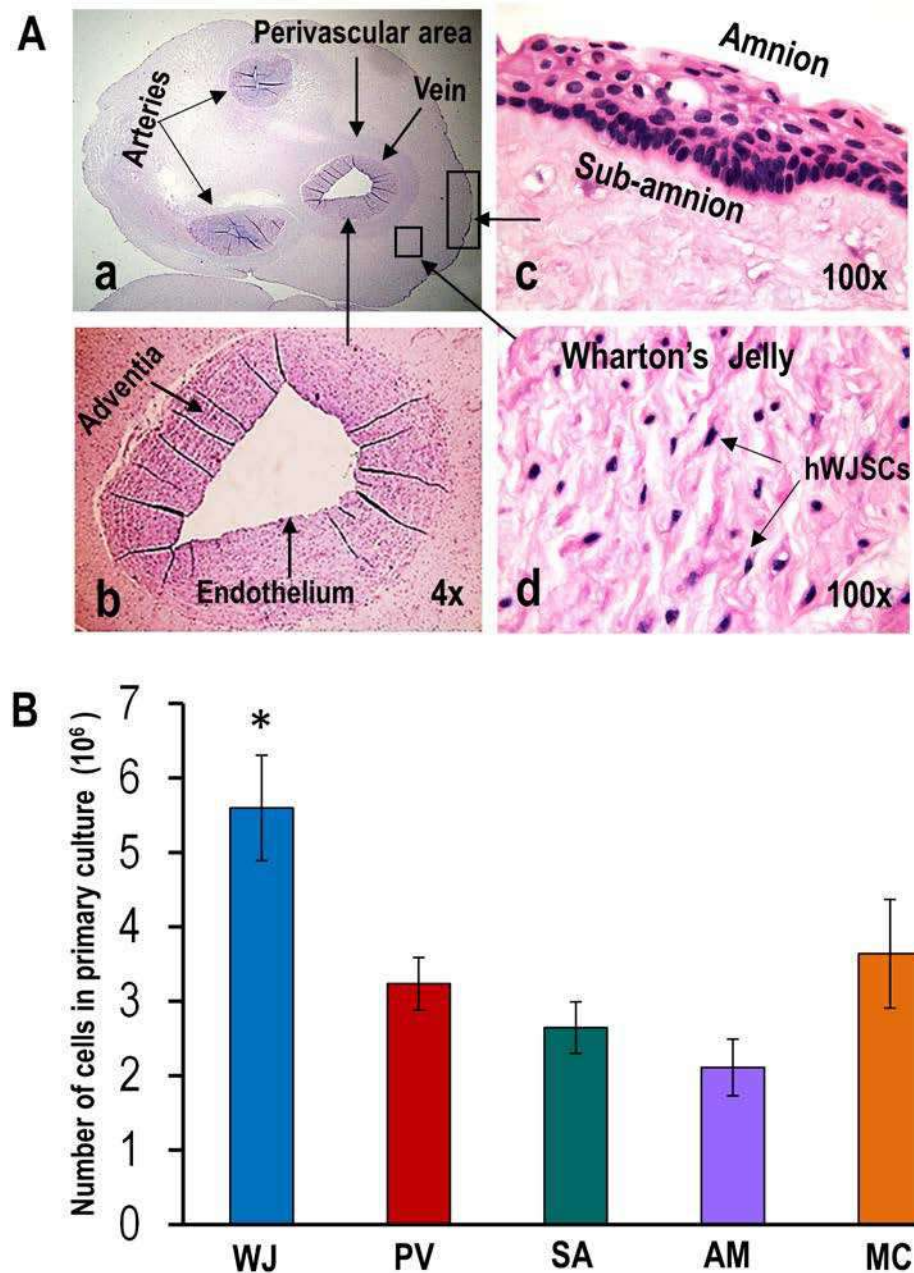 A
Perivascular area
Vein
Arteries
a
Amnion
Sub-amnion
c
100x
Adventia
Endothelium
b
4x
Wharton's Jelly
hWJSCs
d
100x
B
Number of cells in primary culture (10⁶)
7
6
5
4
3
2
1
0
*
WJ
PV
SA
AM
MC